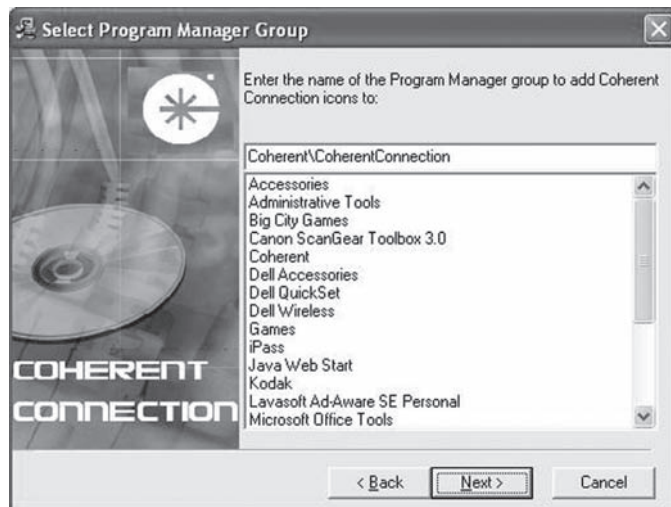 Select Program Manager Group
Enter the name of the Program Manager group to add Coherent
Connection icons to:
Coherent\CoherentConnection
Accessories
Administrative Tools
Big City Games
Canon ScanGear Toolbox 3.0
Coherent
Dell Accessories
Dell QuickSet
Dell Wireless
Games
iPass
Java Web Start
Kodak
Lavasoft Ad-Aware SE Personal
Microsoft Office Tools
COHERENT
CONNECTION
< Back
Next >
Cancel